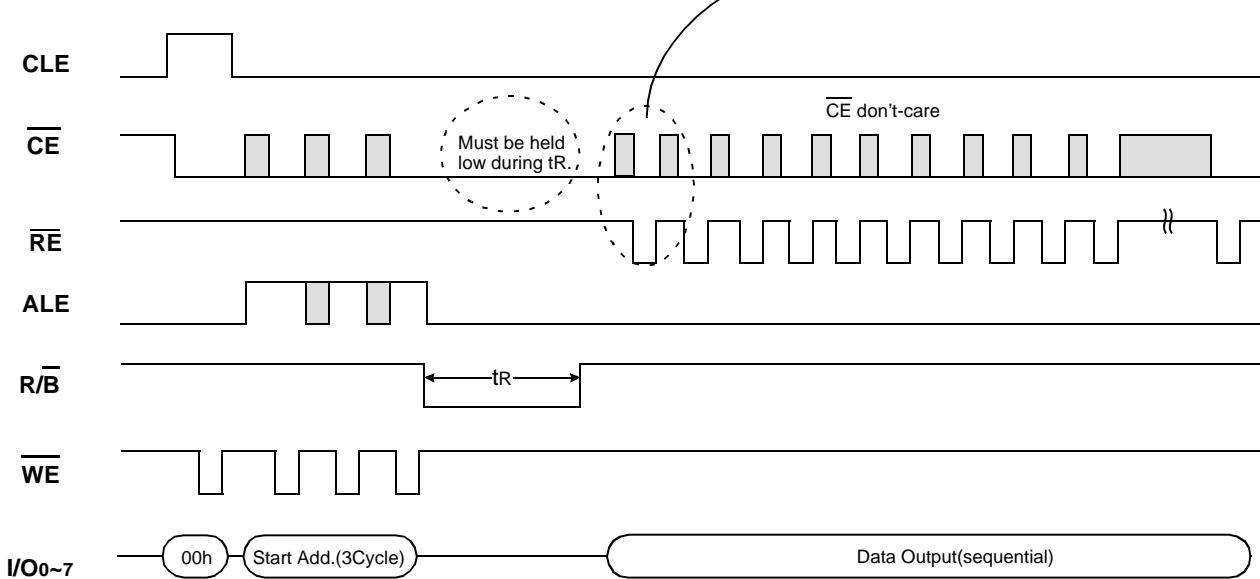 CLE
CE don't-care
CE
Must be held
low during tR.
RE
ALE
R/B
tR
WE
I/O0~7
00h
Start Add.(3Cycle)
Data Output(sequential)